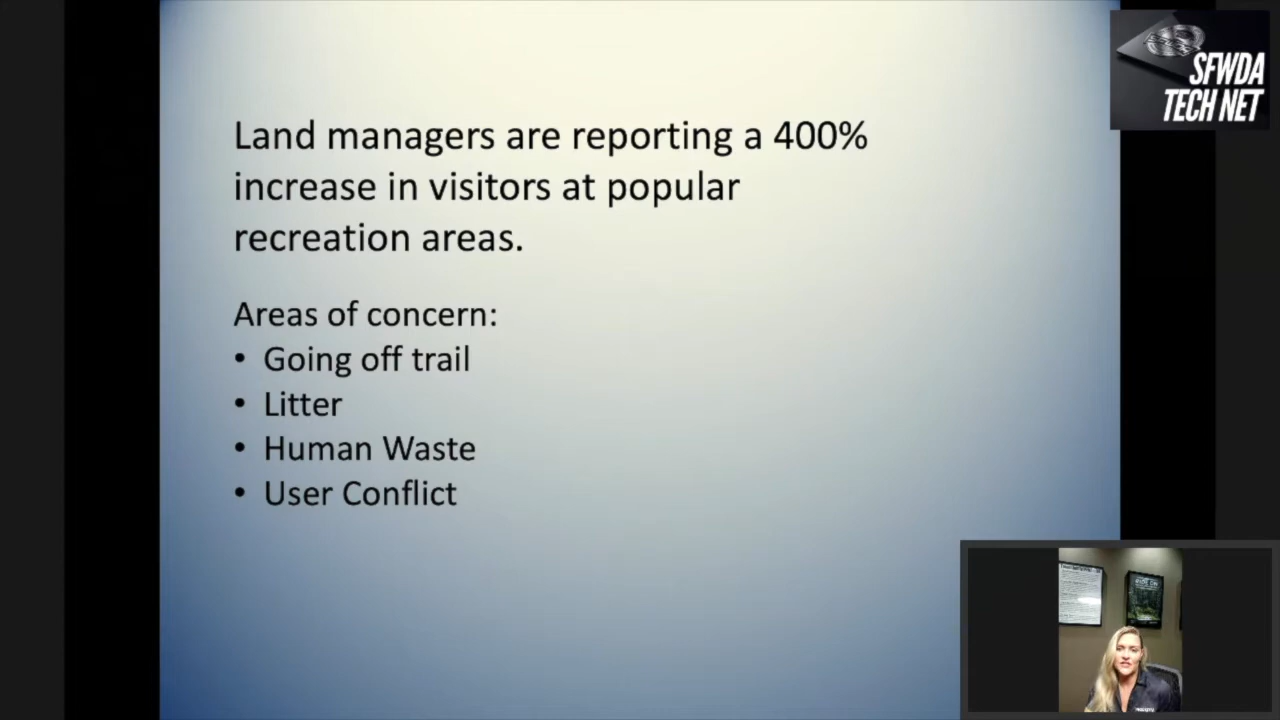 Land managers are reporting a 400%
increase in visitors at popular
recreation areas.
Areas of concern:
• Going off trail
• Litter
• Human Waste
• User Conflict
SFWDA
TECH NET